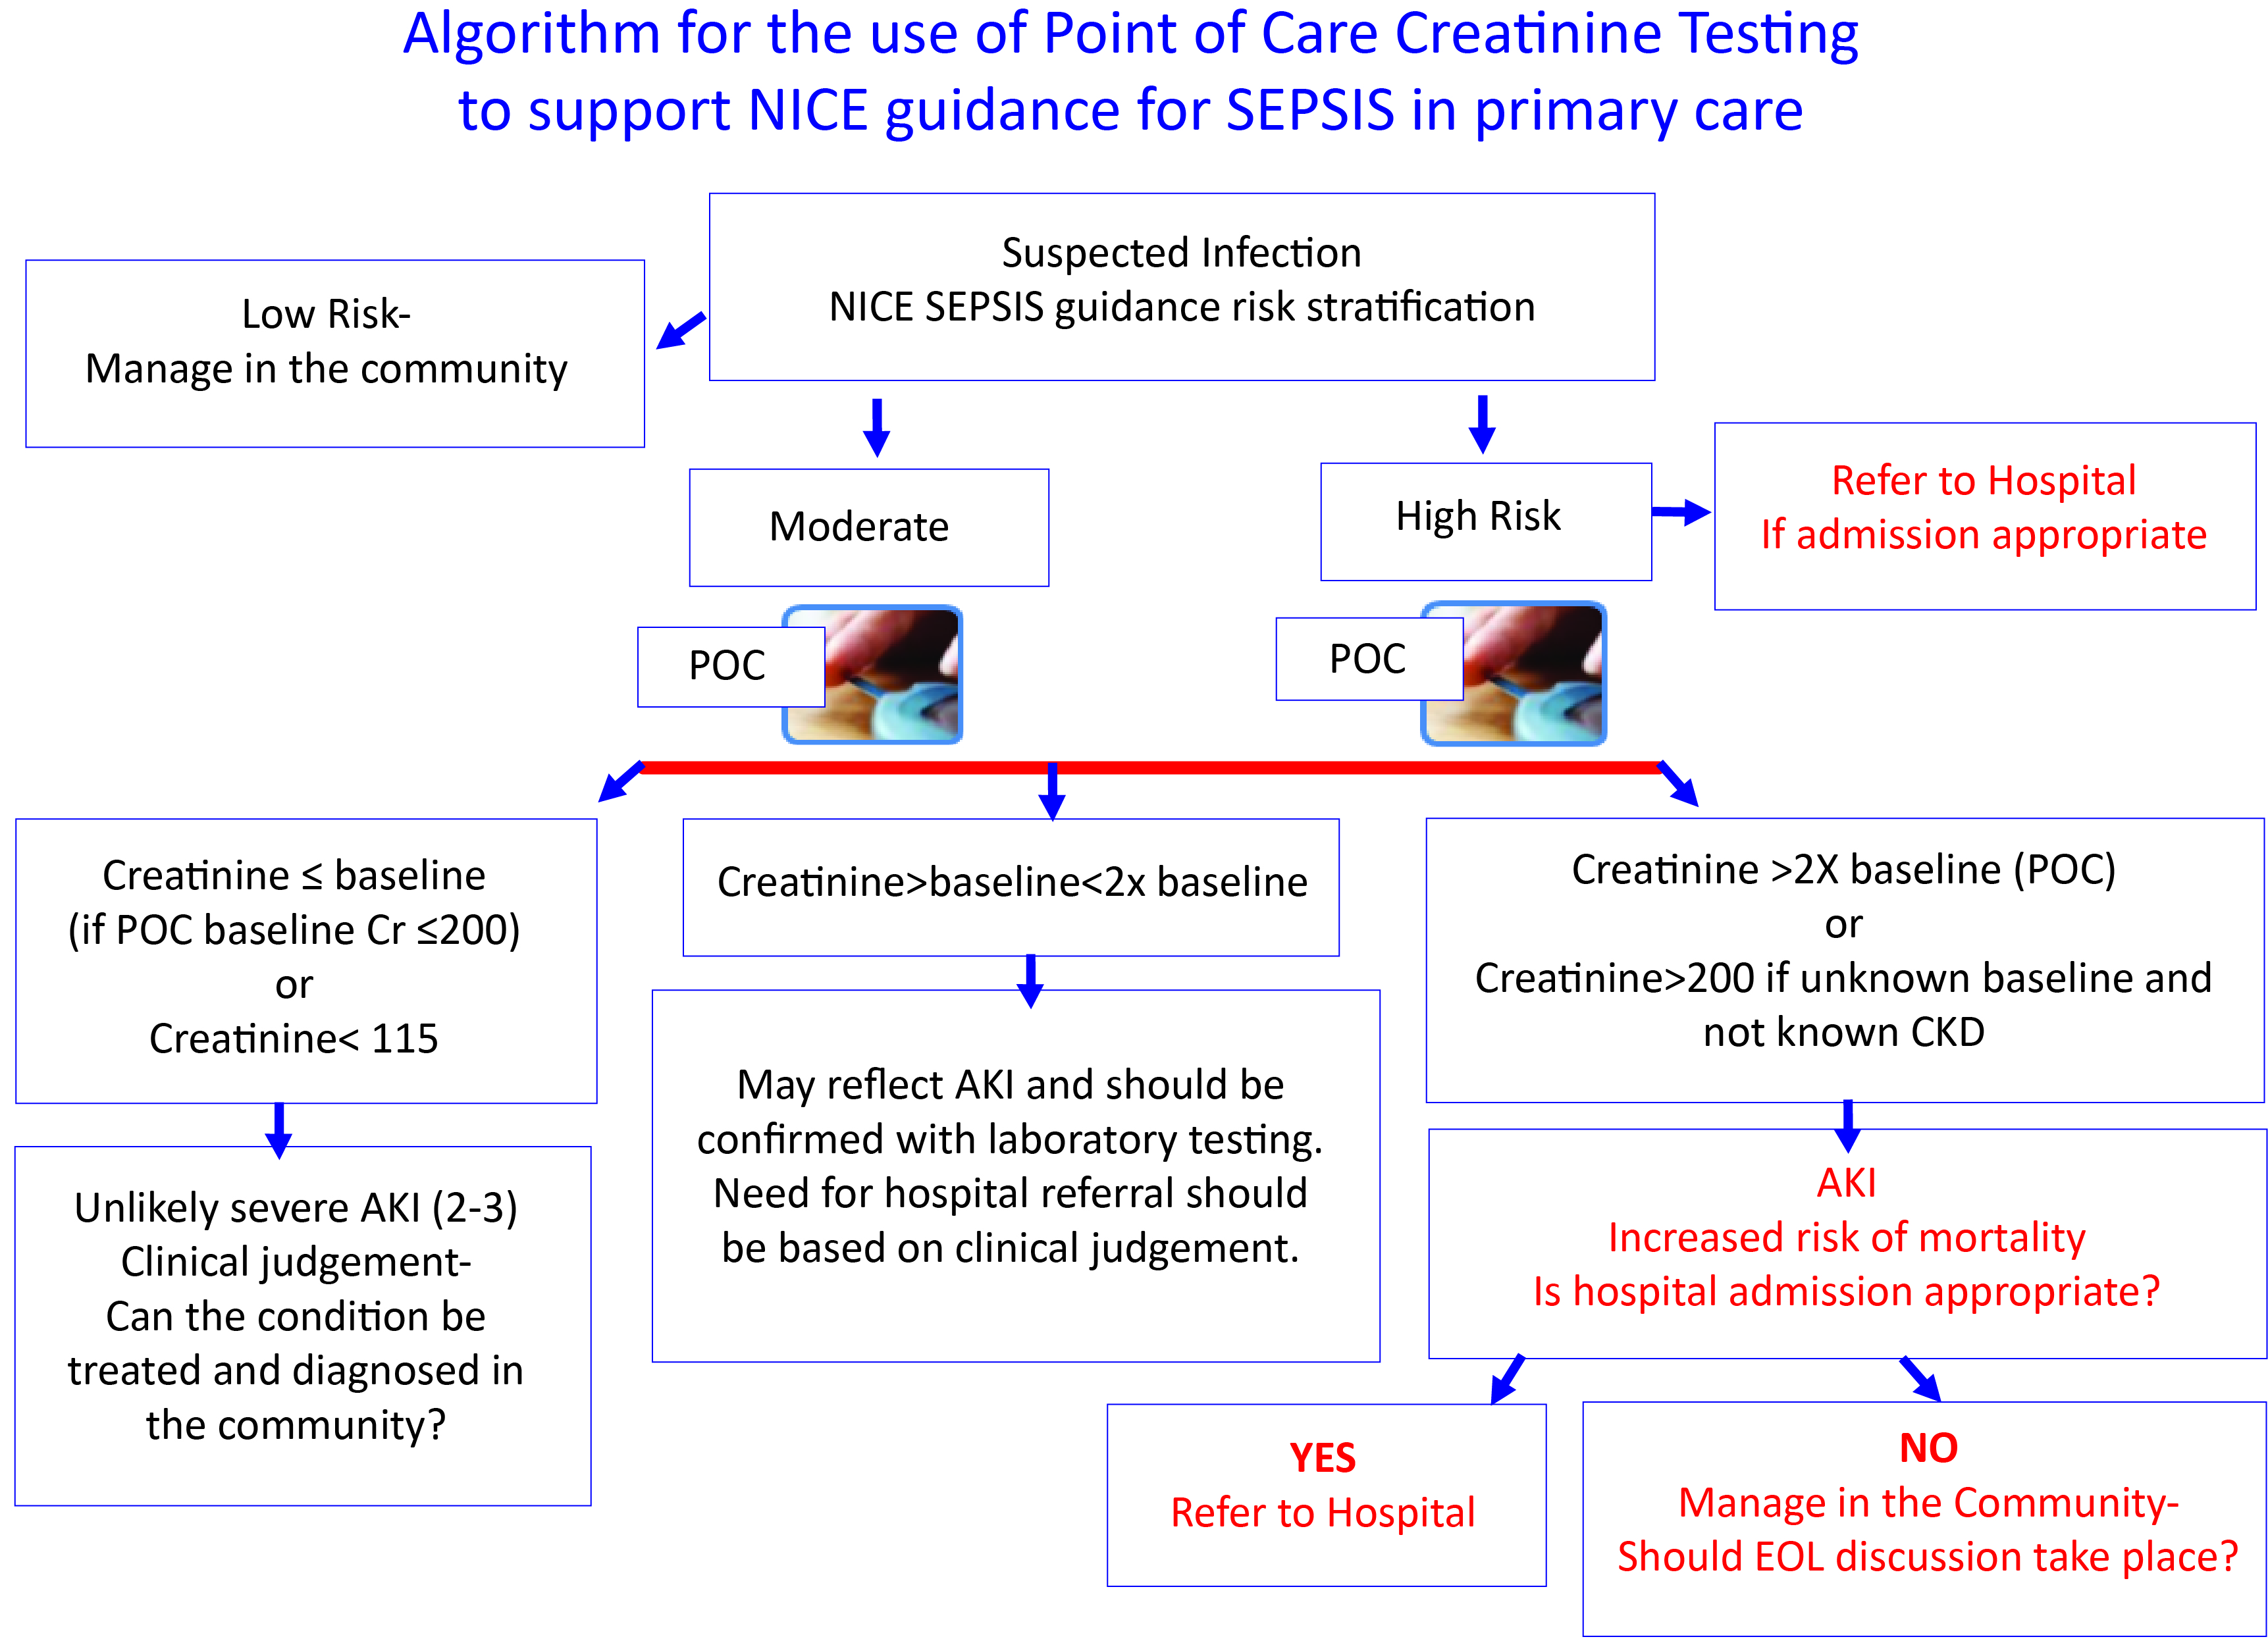 Algorithm for the use of Point of Care Creatinine Testing
to support NICE guidance for SEPSIS in primary care
Suspected Infection
NICE SEPSIS guidance risk stratification
Low Risk-
Manage in the community
Moderate
High Risk
Refer to Hospital
If admission appropriate
POC
POC
Creatinine ≤ baseline
(if POC baseline Cr ≤200)
or
Creatinine< 115
Creatinine>baseline<2x baseline
Creatinine >2X baseline (POC)
or
Creatinine>200 if unknown baseline and
not known CKD
Unlikely severe AKI (2-3)
Clinical judgement-
Can the condition be
treated and diagnosed in
the community?
May reflect AKI and should be
confirmed with laboratory testing.
Need for hospital referral should
be based on clinical judgement.
AKI
Increased risk of mortality
Is hospital admission appropriate?
YES
Refer to Hospital
NO
Manage in the Community-
Should EOL discussion take place?